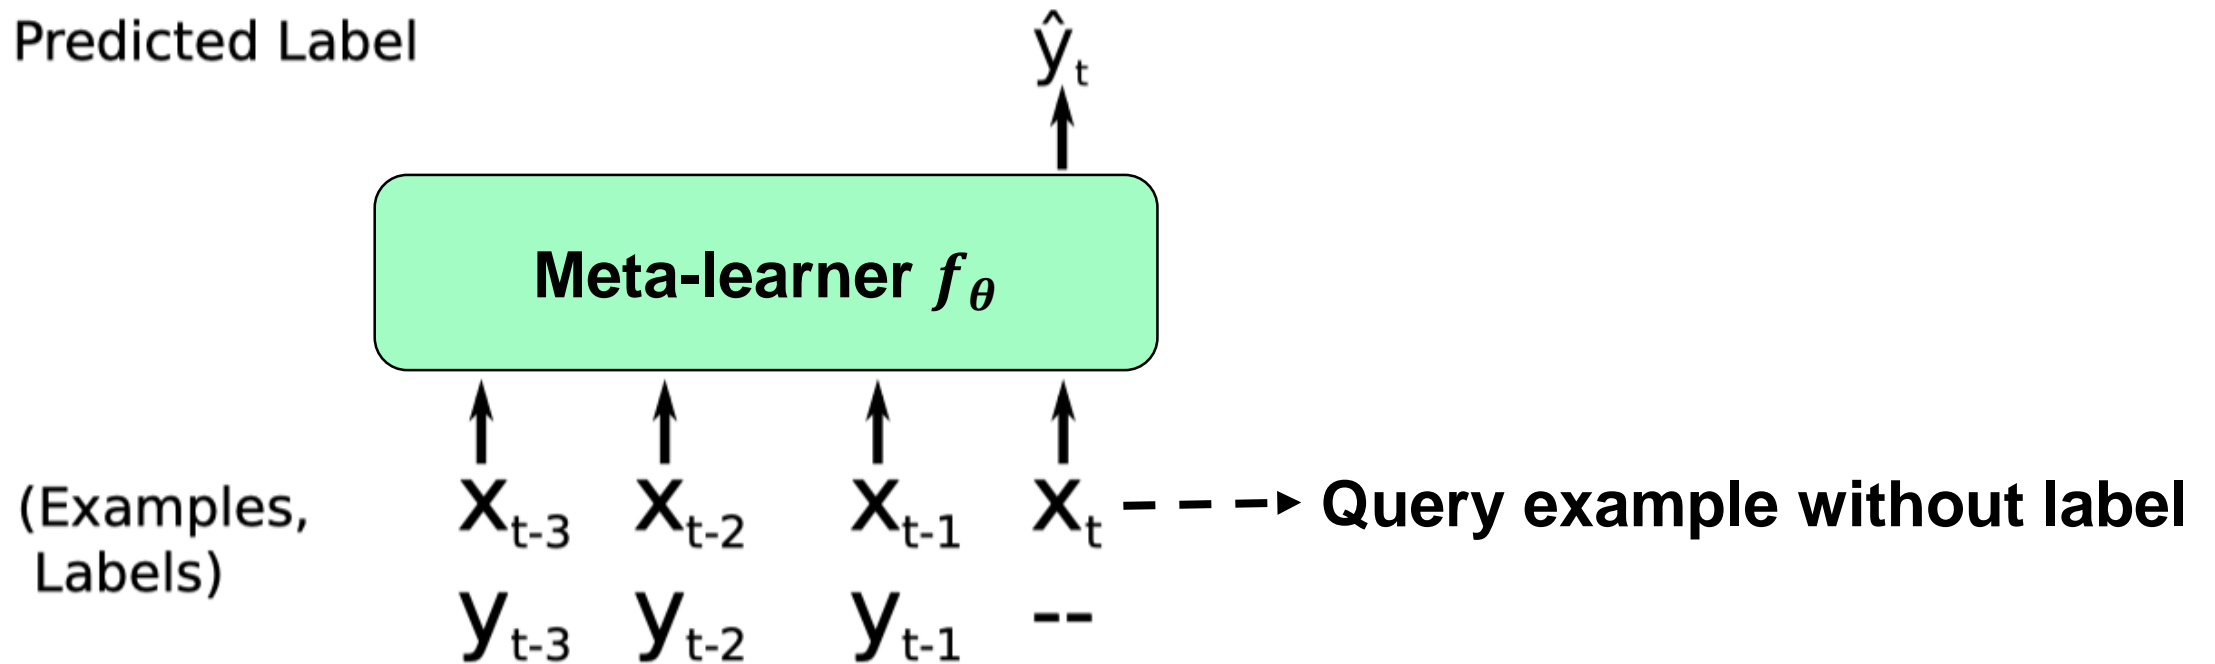 Predicted Label
ŷt
Meta-learner fθ
(Examples,
Labels)
xt-3 xt-2 xt-1 xt
Query example without label
yt-3 yt-2 yt-1 --